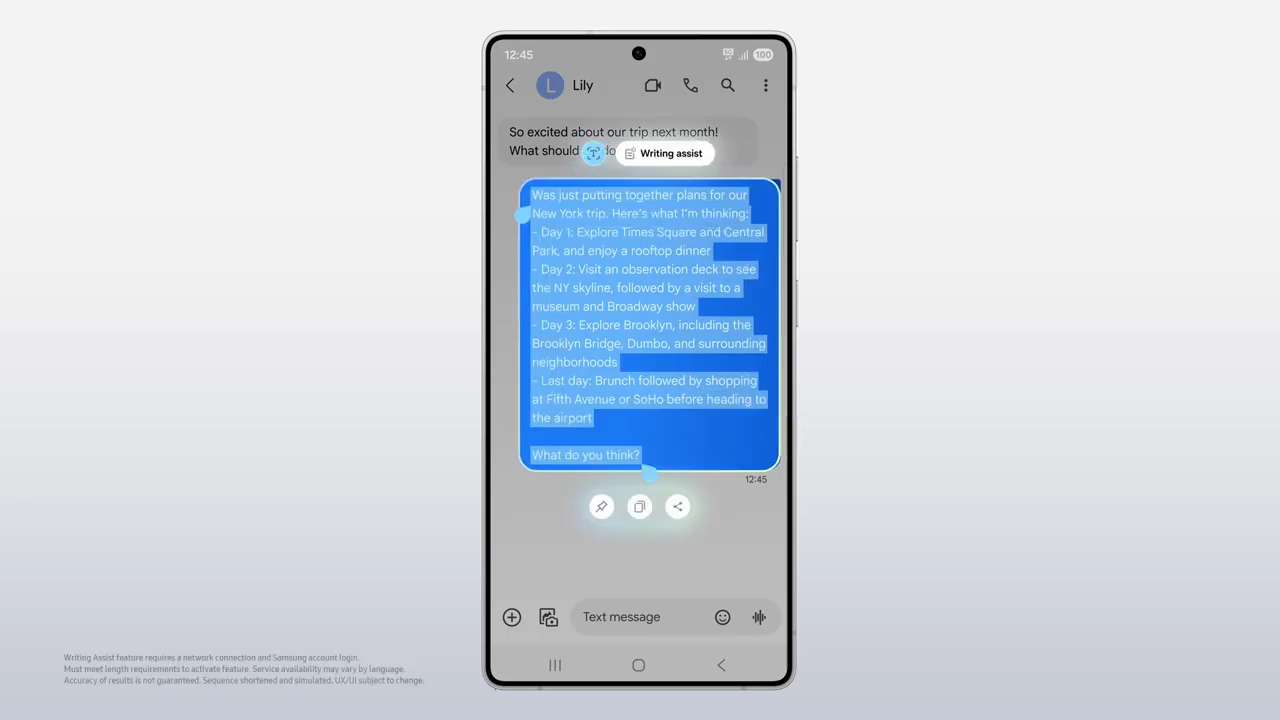 12:45
5G
100
L
Lily
So excited about our trip next month!
What should do
T
Writing assist
Was just putting together plans for our
New York trip. Here's what I'm thinking:
- Day 1: Explore Times Square and Central
Park, and enjoy a rooftop dinner
- Day 2: Visit an observation deck to see
the NY skyline, followed by a visit to a
museum and Broadway show
- Day 3: Explore Brooklyn, including the
Brooklyn Bridge, Dumbo, and surrounding
neighborhoods
- Last day: Brunch followed by shopping
at Fifth Avenue or SoHo before heading to
the airport
What do you think?
12:45
Text message
Writing Assist feature requires a network connection and Samsung account login.
Must meet length requirements to activate feature. Service availability may vary by language.
Accuracy of results is not guaranteed. Sequence shortened and simulated. UX/UI subject to change.